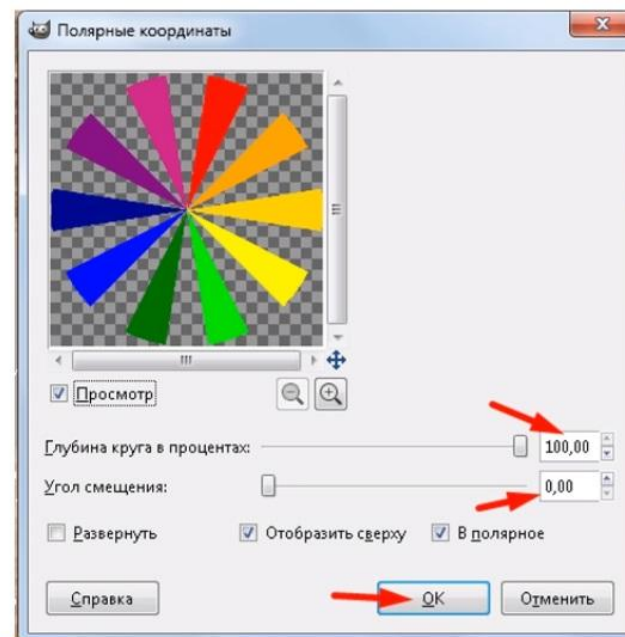 Полярные координаты
Просмотр
Глубина круга в процентах: 100,00
Угол смещения: 0,00
Развернуть Отобразить сверху В полярное
Справка OK Отменить